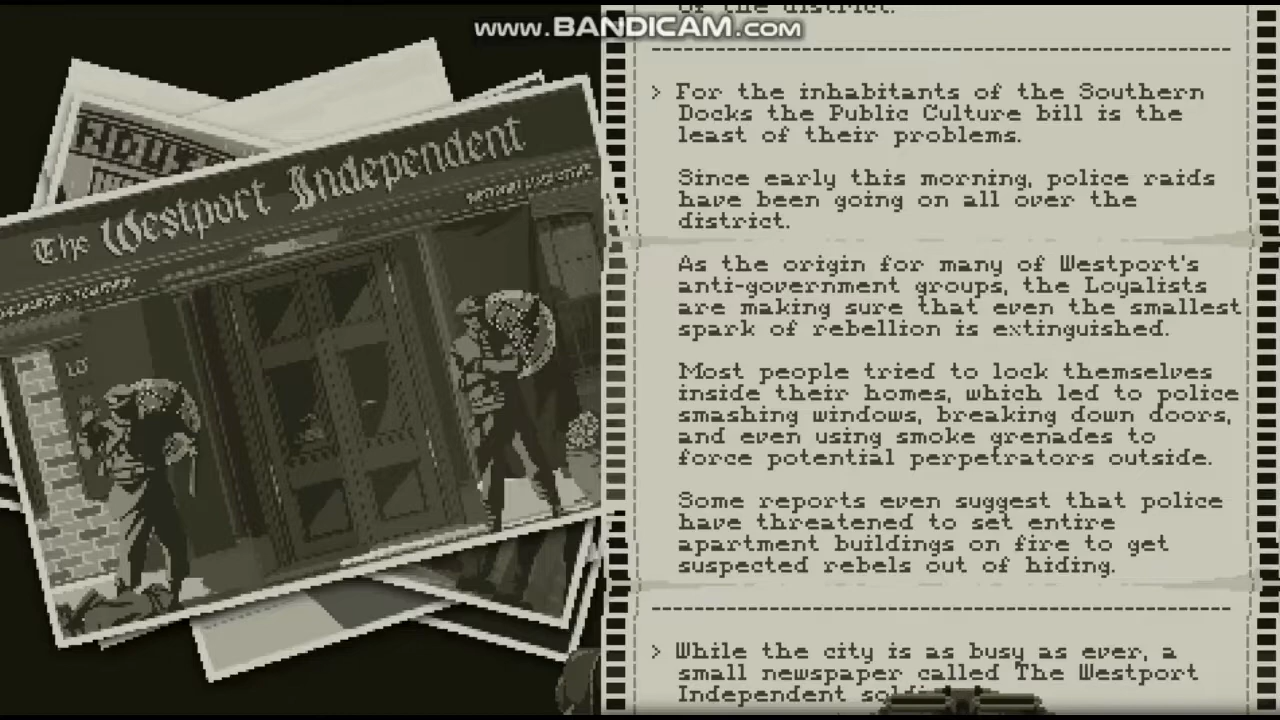 www.BANDICAM.com
of the district.
> For the inhabitants of the Southern
Docks the Public Culture bill is the
least of their problems.
Since early this morning, police raids
have been going on all over the
district.
As the origin for many of Westport's
anti-government groups, the Loyalists
are making sure that even the smallest
spark of rebellion is extinguished.
Most people tried to lock themselves
inside their homes, which led to police
smashing windows, breaking down doors,
and even using smoke grenades to
force potential perpetrators outside.
Some reports even suggest that police
have threatened to set entire
apartment buildings on fire to get
suspected rebels out of hiding.
> While the city is as busy as ever, a
small newspaper called The Westport
Independent
The Westport Independent